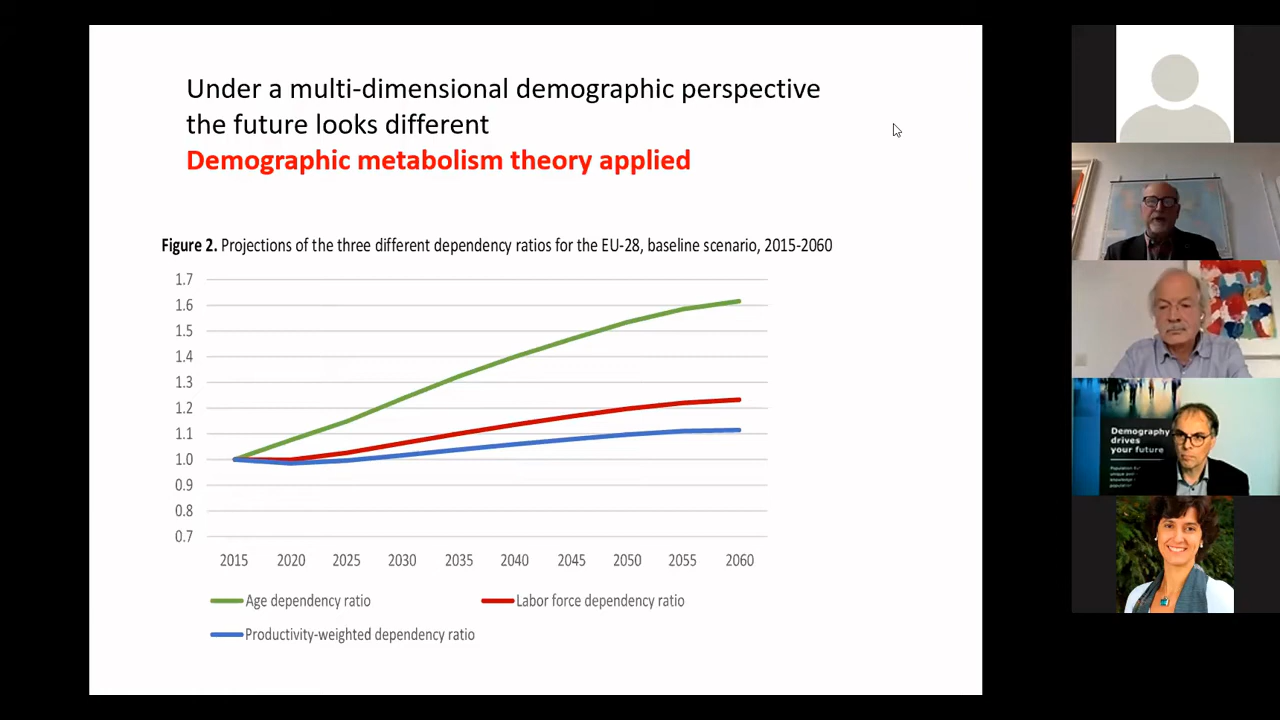 Under a multi-dimensional demographic perspective
the future looks different
Demographic metabolism theory applied
Figure 2. Projections of the three different dependency ratios for the EU-28, baseline scenario, 2015-2060
1.7
1.6
1.5
1.4
1.3
1.2
1.1
1.0
0.9
0.8
0.7
2015 2020 2025 2030 2035 2040 2045 2050 2055 2060
Age dependency ratio
Labor force dependency ratio
Productivity-weighted dependency ratio
Demography
drives
your future